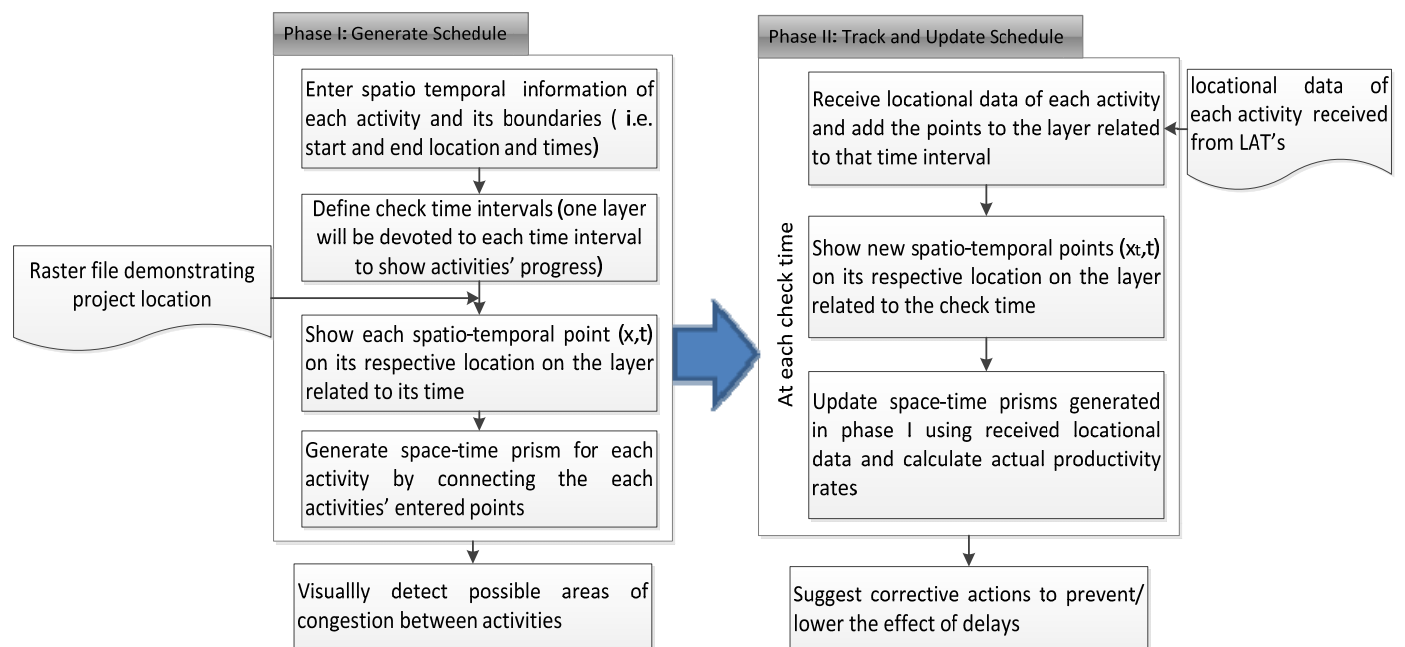 Phase I: Generate Schedule
Enter spatio temporal information of
each activity and its boundaries ( i.e.
start and end location and times)
Define check time intervals (one layer
will be devoted to each time interval
to show activities' progress)
Raster file demonstrating
project location
Show each spatio-temporal point (x,t)
on its respective location on the layer
related to its time
Generate space-time prism for each
activity by connecting the each
activities' entered points
Visuallly detect possible areas of
congestion between activities
Phase II: Track and Update Schedule
At each check time
Receive locational data of each activity
and add the points to the layer related
to that time interval
locational data of
each activity received
from LAT's
Show new spatio-temporal points (xt,t)
on its respective location on the layer
related to the check time
Update space-time prisms generated
in phase I using received locational
data and calculate actual productivity
rates
Suggest corrective actions to prevent/
lower the effect of delays